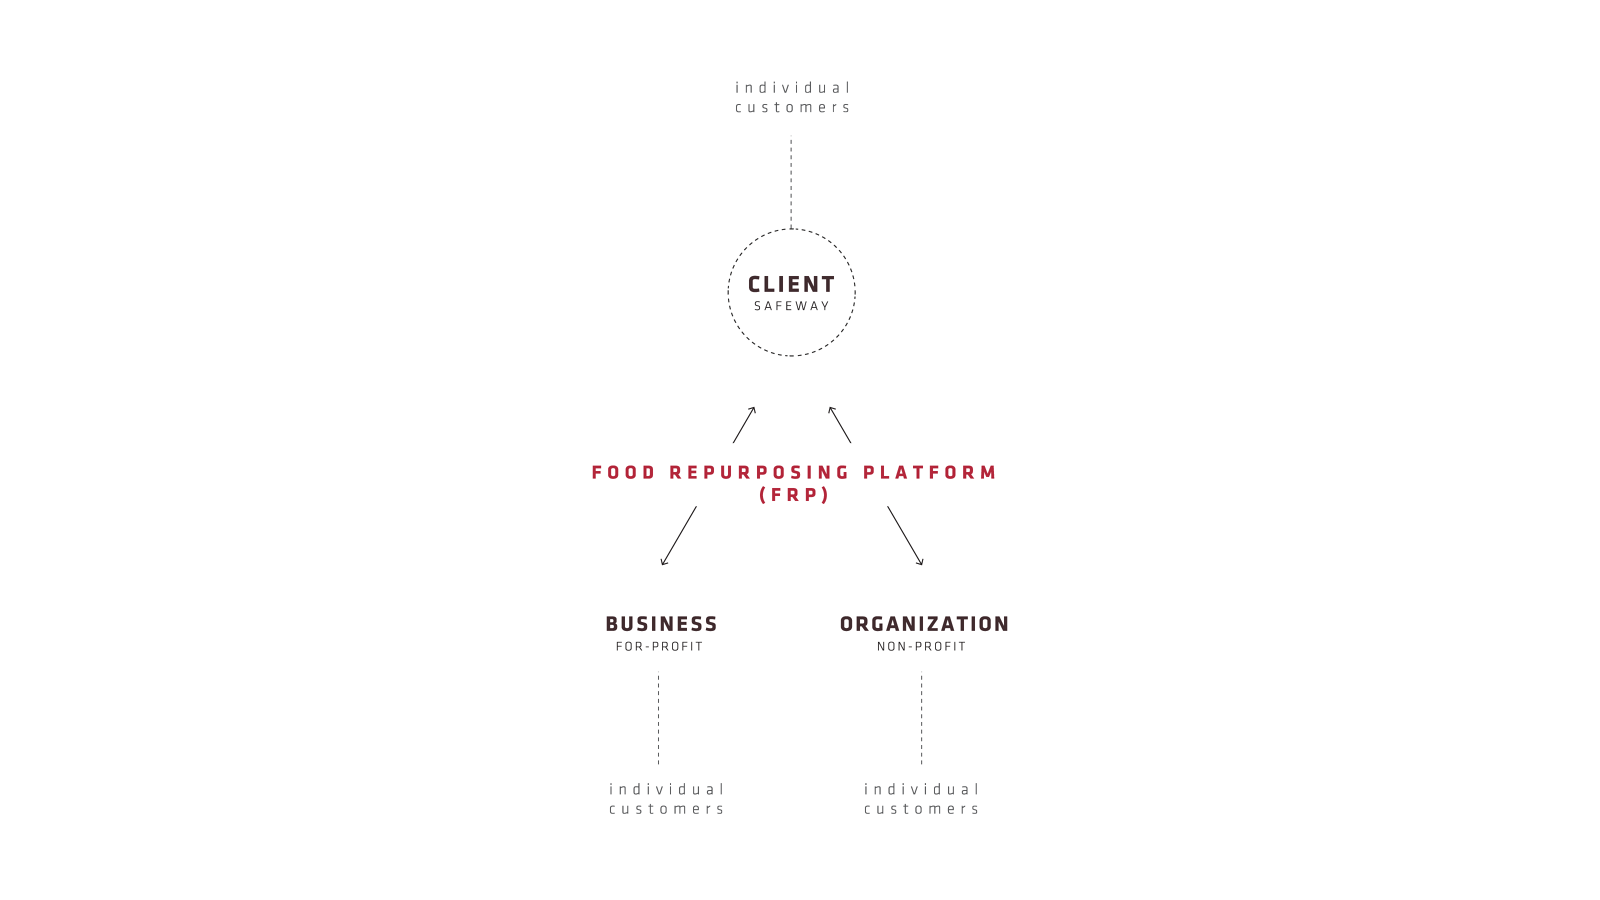 individual
customers
CLIENT
SAFEWAY
FOOD REPURPOSING PLATFORM
(FRP)
BUSINESS
FOR-PROFIT
ORGANIZATION
NON-PROFIT
individual
customers
individual
customers